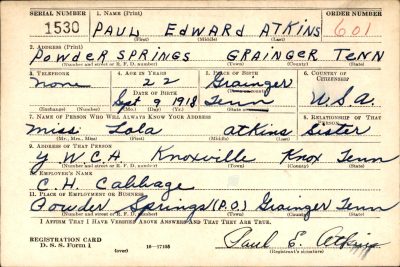 SERIAL NUMBER 1. NAME (Print) ORDER NUMBER
1530 PAUL EDWARD ATKINS 601
(First) (Middle) (Last)
2. ADDRESS (Print)
POWDER SPRINGS GRAINGER TENN
(Number and street or R. F. D. number) (Town) (County) (State)
3. TELEPHONE 4. AGE IN YEARS 5. PLACE OF BIRTH 6. COUNTRY OF CITIZENSHIP
None 22 Grainger
DATE OF BIRTH (Town or county)
Sept 9 1918 Tenn U.S.A.
(Exchange) (Number) (Mo.) (Day) (Yr.) (State or country)
7. NAME OF PERSON WHO WILL ALWAYS KNOW YOUR ADDRESS 8. RELATIONSHIP OF THAT PERSON
Miss Lola Atkins Sister
(Mr., Mrs., Miss) (First) (Middle) (Last)
9. ADDRESS OF THAT PERSON
Y.W.C.A. Knoxville Knox Tenn
(Number and street or R. F. D. number) (Town) (County) (State)
10. EMPLOYER'S NAME
C. H. Cabbage
11. PLACE OF EMPLOYMENT OR BUSINESS
Powder Springs (P.O.) Grainger Tenn
(Number and street or R. F. D. number) (Town) (County) (State)
I AFFIRM THAT I HAVE VERIFIED ABOVE ANSWERS AND THAT THEY ARE TRUE.
REGISTRATION CARD
D. S. S. Form 1 (over) 16—17105 Paul E. Atkins
(Registrant's signature)